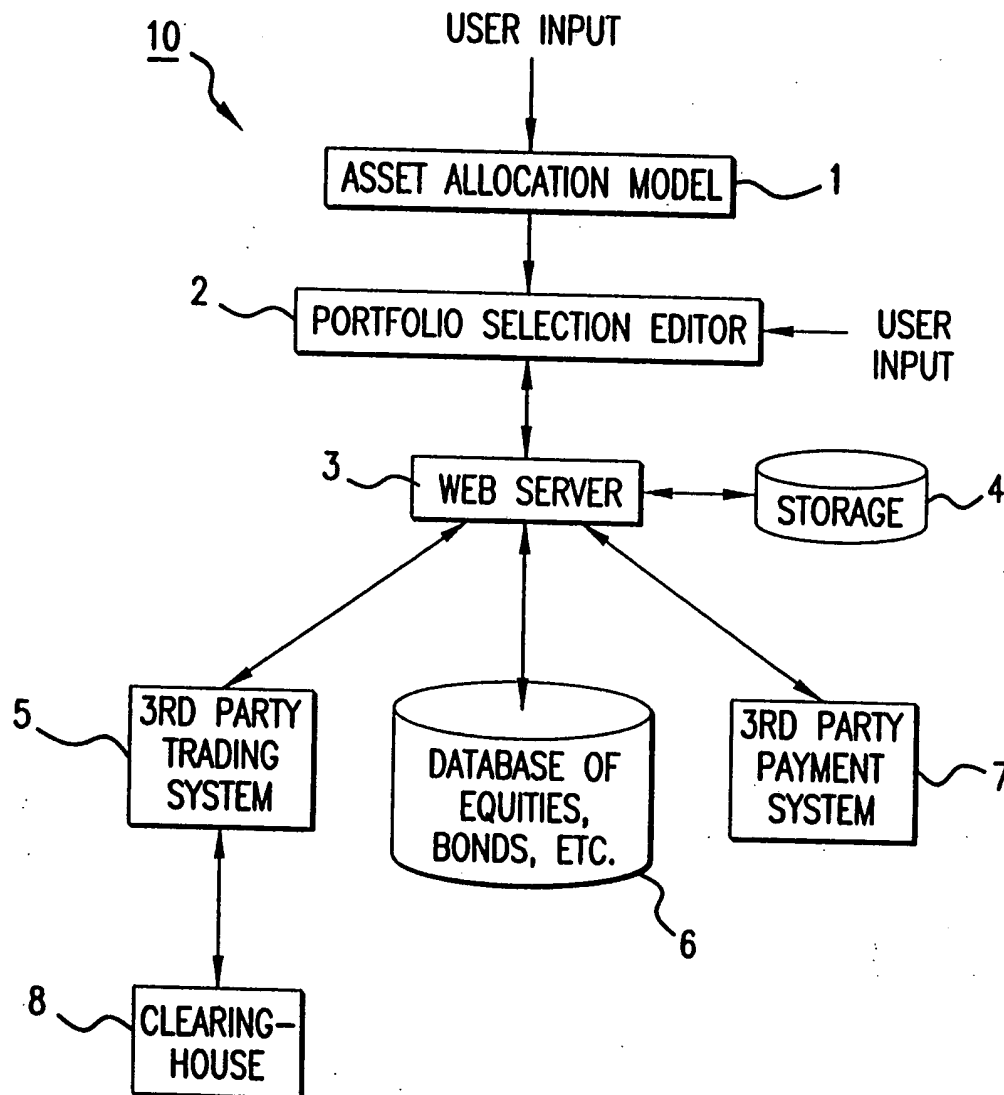 10
USER INPUT
ASSET ALLOCATION MODEL
1
2
PORTFOLIO SELECTION EDITOR
USER
INPUT
3
WEB SERVER
STORAGE
4
5
3RD PARTY
TRADING
SYSTEM
DATABASE OF
EQUITIES,
BONDS, ETC.
6
3RD PARTY
PAYMENT
SYSTEM
7
8
CLEARING-
HOUSE